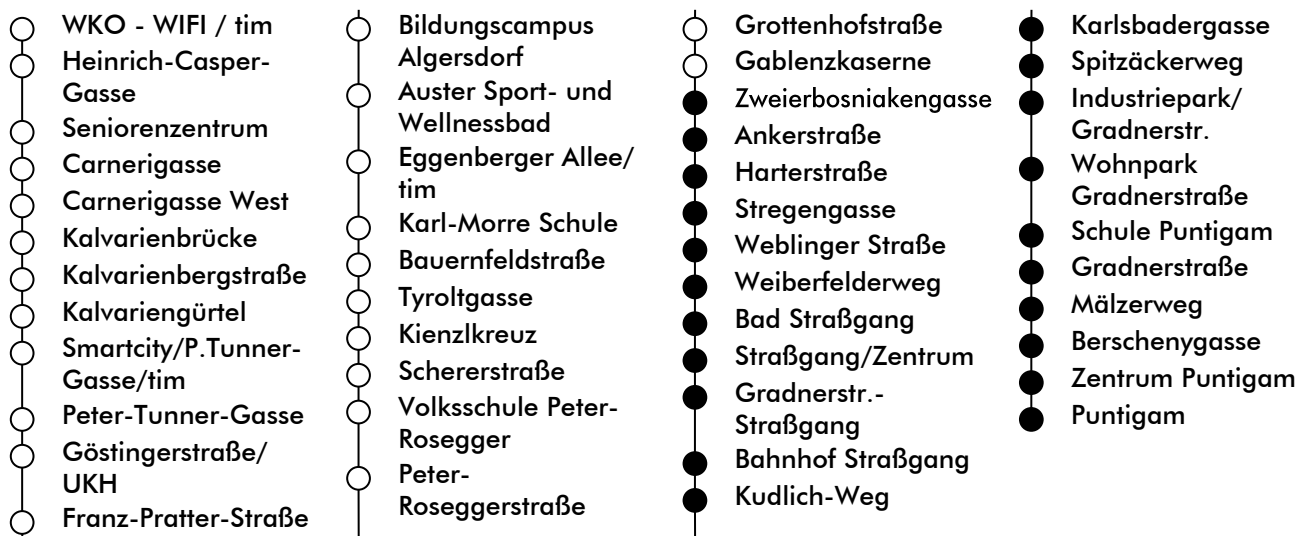 WKO - WIFI / tim
Heinrich-Casper-
Gasse
Seniorenzentrum
Carnerigasse
Carnerigasse West
Kalvarienbrücke
Kalvarienbergstraße
Kalvariengürtel
Smartcity/P.Tunner-
Gasse/tim
Peter-Tunner-Gasse
Göstingerstraße/
UKH
Franz-Pratter-Straße
Bildungscampus
Algersdorf
Auster Sport- und
Wellnessbad
Eggenberger Allee/
tim
Karl-Morre Schule
Bauernfeldstraße
Tyroltgasse
Kienzlkreuz
Schererstraße
Volksschule Peter-
Rosegger
Peter-
Roseggerstraße
Grottenhofstraße
Gablenzkaserne
Zweierbosniakengasse
Ankerstraße
Harterstraße
Stregengasse
Weblinger Straße
Weiberfelderweg
Bad Straßgang
Straßgang/Zentrum
Gradnerstr.-
Straßgang
Bahnhof Straßgang
Kudlich-Weg
Karlsbadergasse
Spitzäckerweg
Industriepark/
Gradnerstr.
Wohnpark
Gradnerstraße
Schule Puntigam
Gradnerstraße
Mälzerweg
Berschenygasse
Zentrum Puntigam
Puntigam